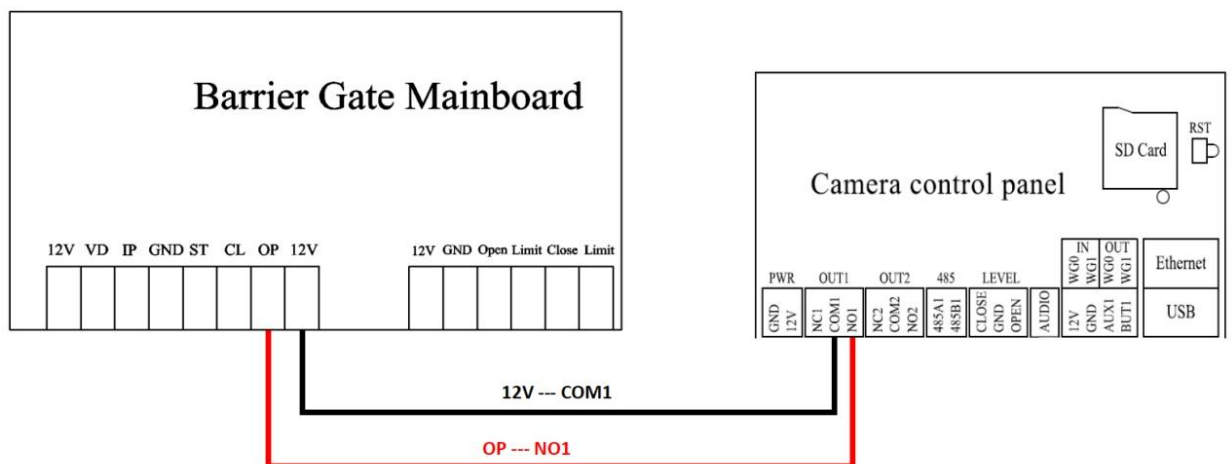 Barrier Gate Mainboard
12V VD IP GND ST CL OP 12V
12V GND Open Limit Close Limit
Camera control panel
SD Card
RST
PWR OUT1 OUT2 485 LEVEL
IN OUT
WG0 WG1 WG0 WG1
Ethernet
GND 12V
NC1 COM1 NO1
NC2 COM2 NO2
485A1 485B1
CLOSE GND OPEN
AUDIO
12V GND AUX1 BUT1
USB
12V --- COM1
OP --- NO1